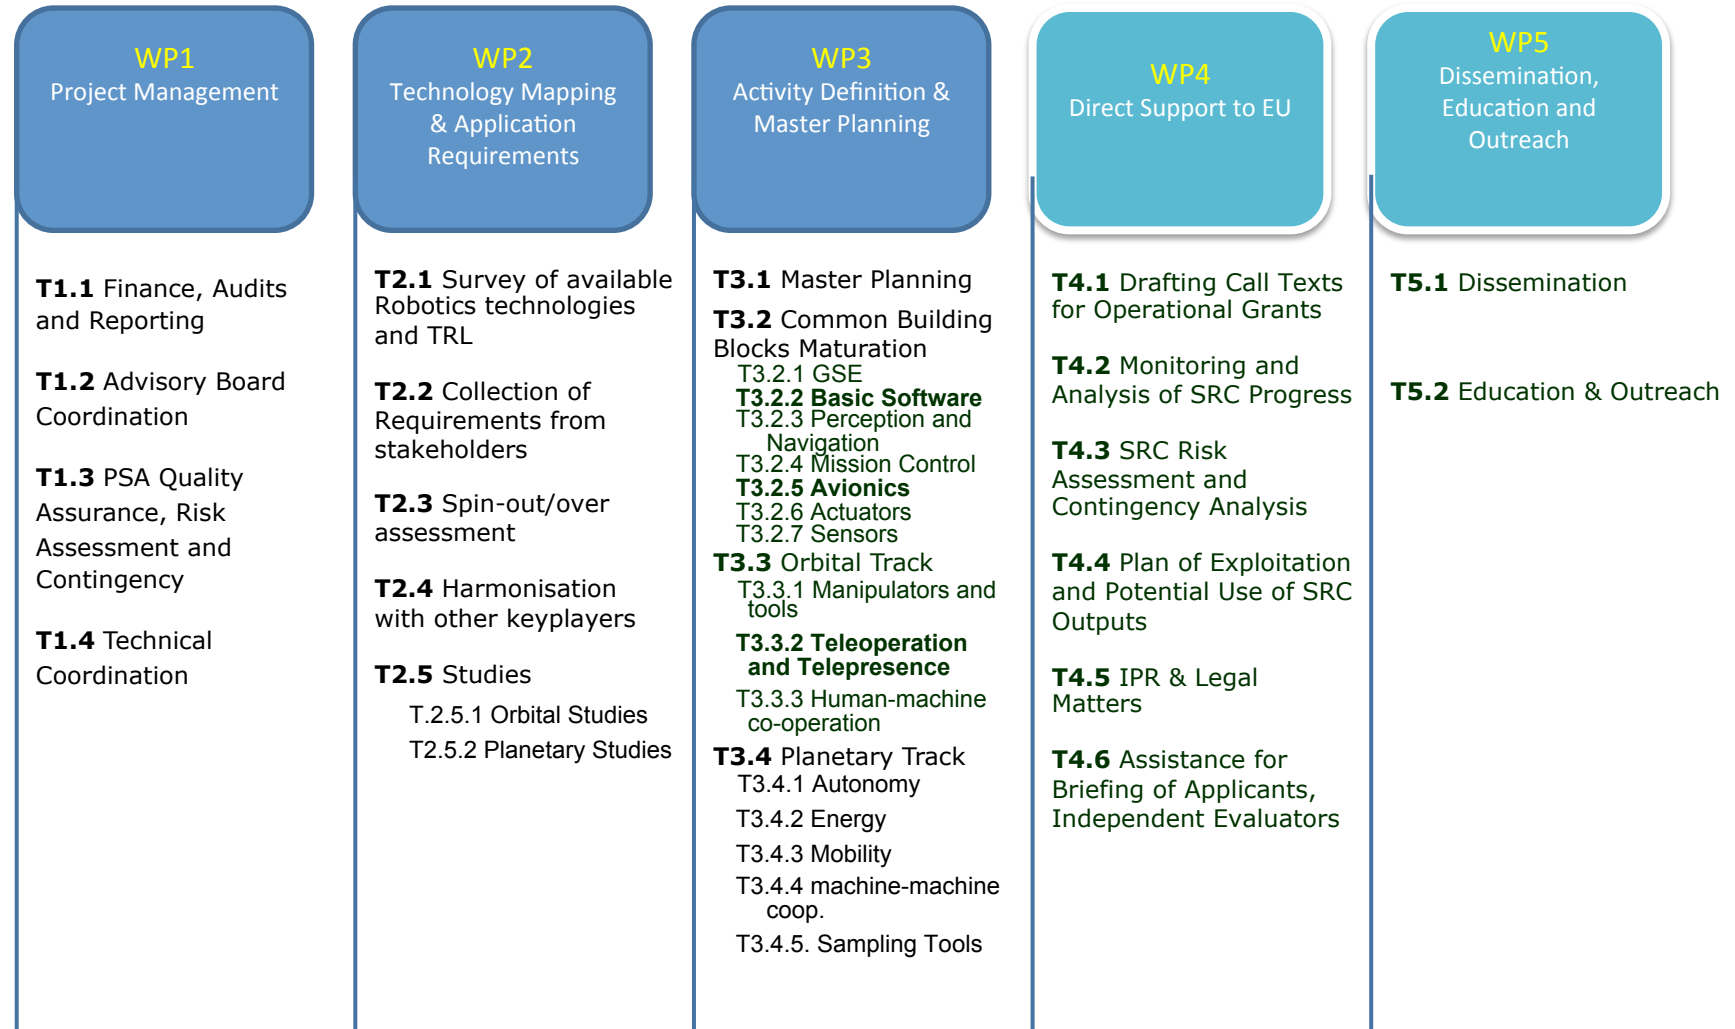 WP1
Project Management
T1.1 Finance, Audits
and Reporting
T1.2 Advisory Board
Coordination
T1.3 PSA Quality
Assurance, Risk
Assessment and
Contingency
T1.4 Technical
Coordination
WP2
Technology Mapping
& Application
Requirements
T2.1 Survey of available
Robotics technologies
and TRL
T2.2 Collection of
Requirements from
stakeholders
T2.3 Spin-out/over
assessment
T2.4 Harmonisation
with other keyplayers
T2.5 Studies
T.2.5.1 Orbital Studies
T2.5.2 Planetary Studies
WP3
Activity Definition &
Master Planning
T3.1 Master Planning
T3.2 Common Building
Blocks Maturation
T3.2.1 GSE
T3.2.2 Basic Software
T3.2.3 Perception and
Navigation
T3.2.4 Mission Control
T3.2.5 Avionics
T3.2.6 Actuators
T3.2.7 Sensors
T3.3 Orbital Track
T3.3.1 Manipulators and
tools
T3.3.2 Teleoperation
and Telepresence
T3.3.3 Human-machine
co-operation
T3.4 Planetary Track
T3.4.1 Autonomy
T3.4.2 Energy
T3.4.3 Mobility
T3.4.4 machine-machine
coop.
T3.4.5. Sampling Tools
WP4
Direct Support to EU
T4.1 Drafting Call Texts
for Operational Grants
T4.2 Monitoring and
Analysis of SRC Progress
T4.3 SRC Risk
Assessment and
Contingency Analysis
T4.4 Plan of Exploitation
and Potential Use of SRC
Outputs
T4.5 IPR & Legal
Matters
T4.6 Assistance for
Briefing of Applicants,
Independent Evaluators
WP5
Dissemination,
Education and
Outreach
T5.1 Dissemination
T5.2 Education & Outreach